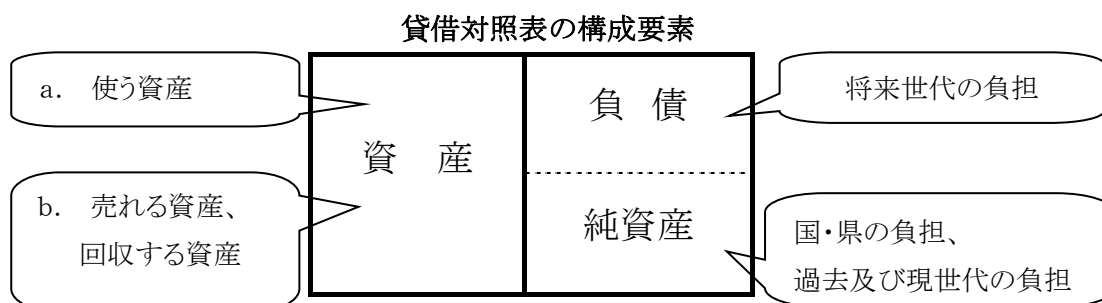 貸借対照表の構成要素
a. 使う資産
b. 売れる資産、
回収する資産
資 産
負 債
純資産
将来世代の負担
国・県の負担、
過去及び現世代の負担